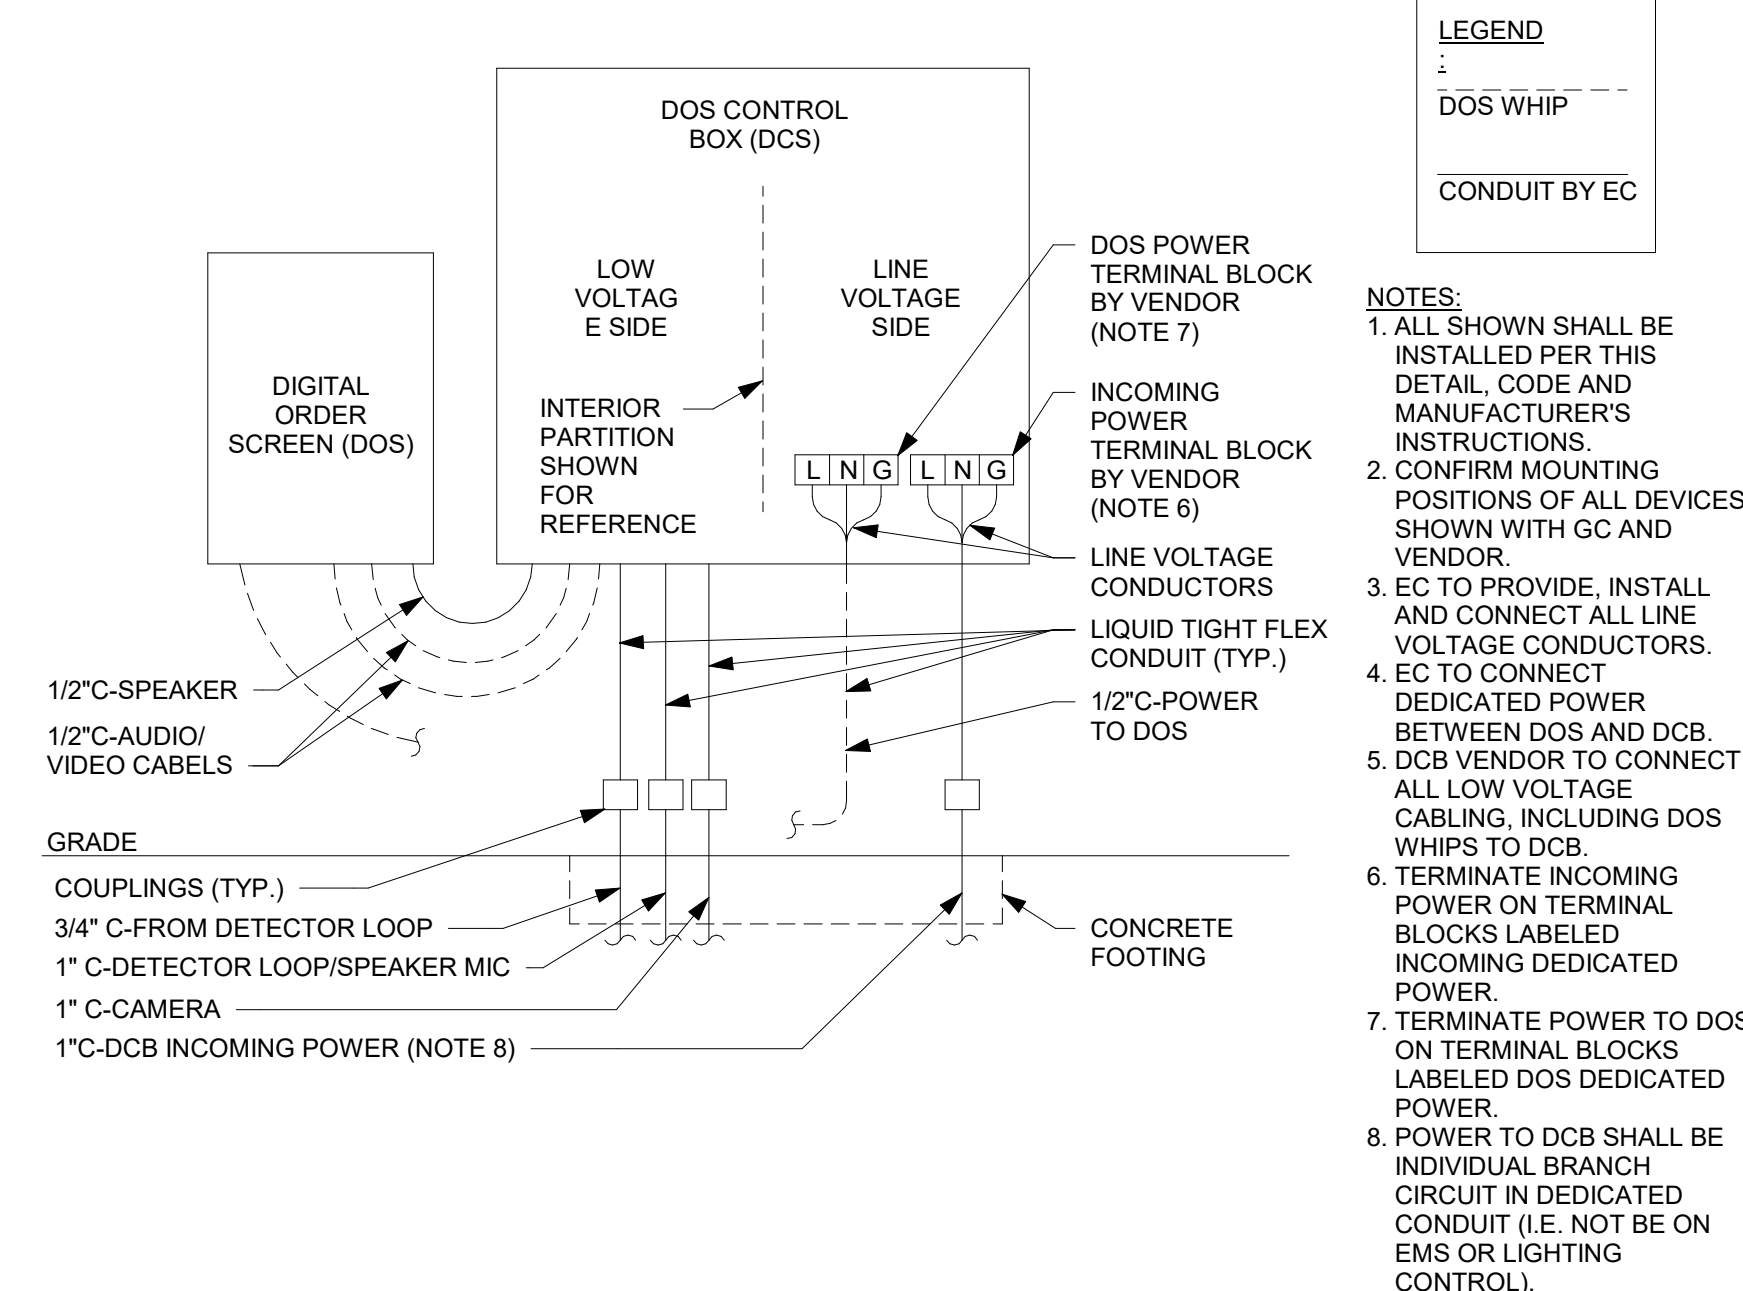 LEGEND
:
DOS WHIP
CONDUIT BY EC
DOS CONTROL
BOX (DCS)
LOW
VOLTAG
E SIDE
LINE
VOLTAGE
SIDE
DIGITAL
ORDER
SCREEN (DOS)
INTERIOR
PARTITION
SHOWN
FOR
REFERENCE
L N G
L N G
DOS POWER
TERMINAL BLOCK
BY VENDOR
(NOTE 7)
INCOMING
POWER
TERMINAL BLOCK
BY VENDOR
(NOTE 6)
LINE VOLTAGE
CONDUCTORS
LIQUID TIGHT FLEX
CONDUIT (TYP.)
1/2"C-POWER
TO DOS
1/2"C-SPEAKER
1/2"C-AUDIO/
VIDEO CABELS
GRADE
COUPLINGS (TYP.)
3/4" C-FROM DETECTOR LOOP
1" C-DETECTOR LOOP/SPEAKER MIC
1" C-CAMERA
1"C-DCB INCOMING POWER (NOTE 8)
CONCRETE
FOOTING
NOTES:
1. ALL SHOWN SHALL BE
INSTALLED PER THIS
DETAIL, CODE AND
MANUFACTURER'S
INSTRUCTIONS.
2. CONFIRM MOUNTING
POSITIONS OF ALL DEVICES
SHOWN WITH GC AND
VENDOR.
3. EC TO PROVIDE, INSTALL
AND CONNECT ALL LINE
VOLTAGE CONDUCTORS.
4. EC TO CONNECT
DEDICATED POWER
BETWEEN DOS AND DCB.
5. DCB VENDOR TO CONNECT
ALL LOW VOLTAGE
CABLING, INCLUDING DOS
WHIPS TO DCB.
6. TERMINATE INCOMING
POWER ON TERMINAL
BLOCKS LABELED
INCOMING DEDICATED
POWER.
7. TERMINATE POWER TO DOS
ON TERMINAL BLOCKS
LABELED DOS DEDICATED
POWER.
8. POWER TO DCB SHALL BE
INDIVIDUAL BRANCH
CIRCUIT IN DEDICATED
CONDUIT (I.E. NOT BE ON
EMS OR LIGHTING
CONTROL).